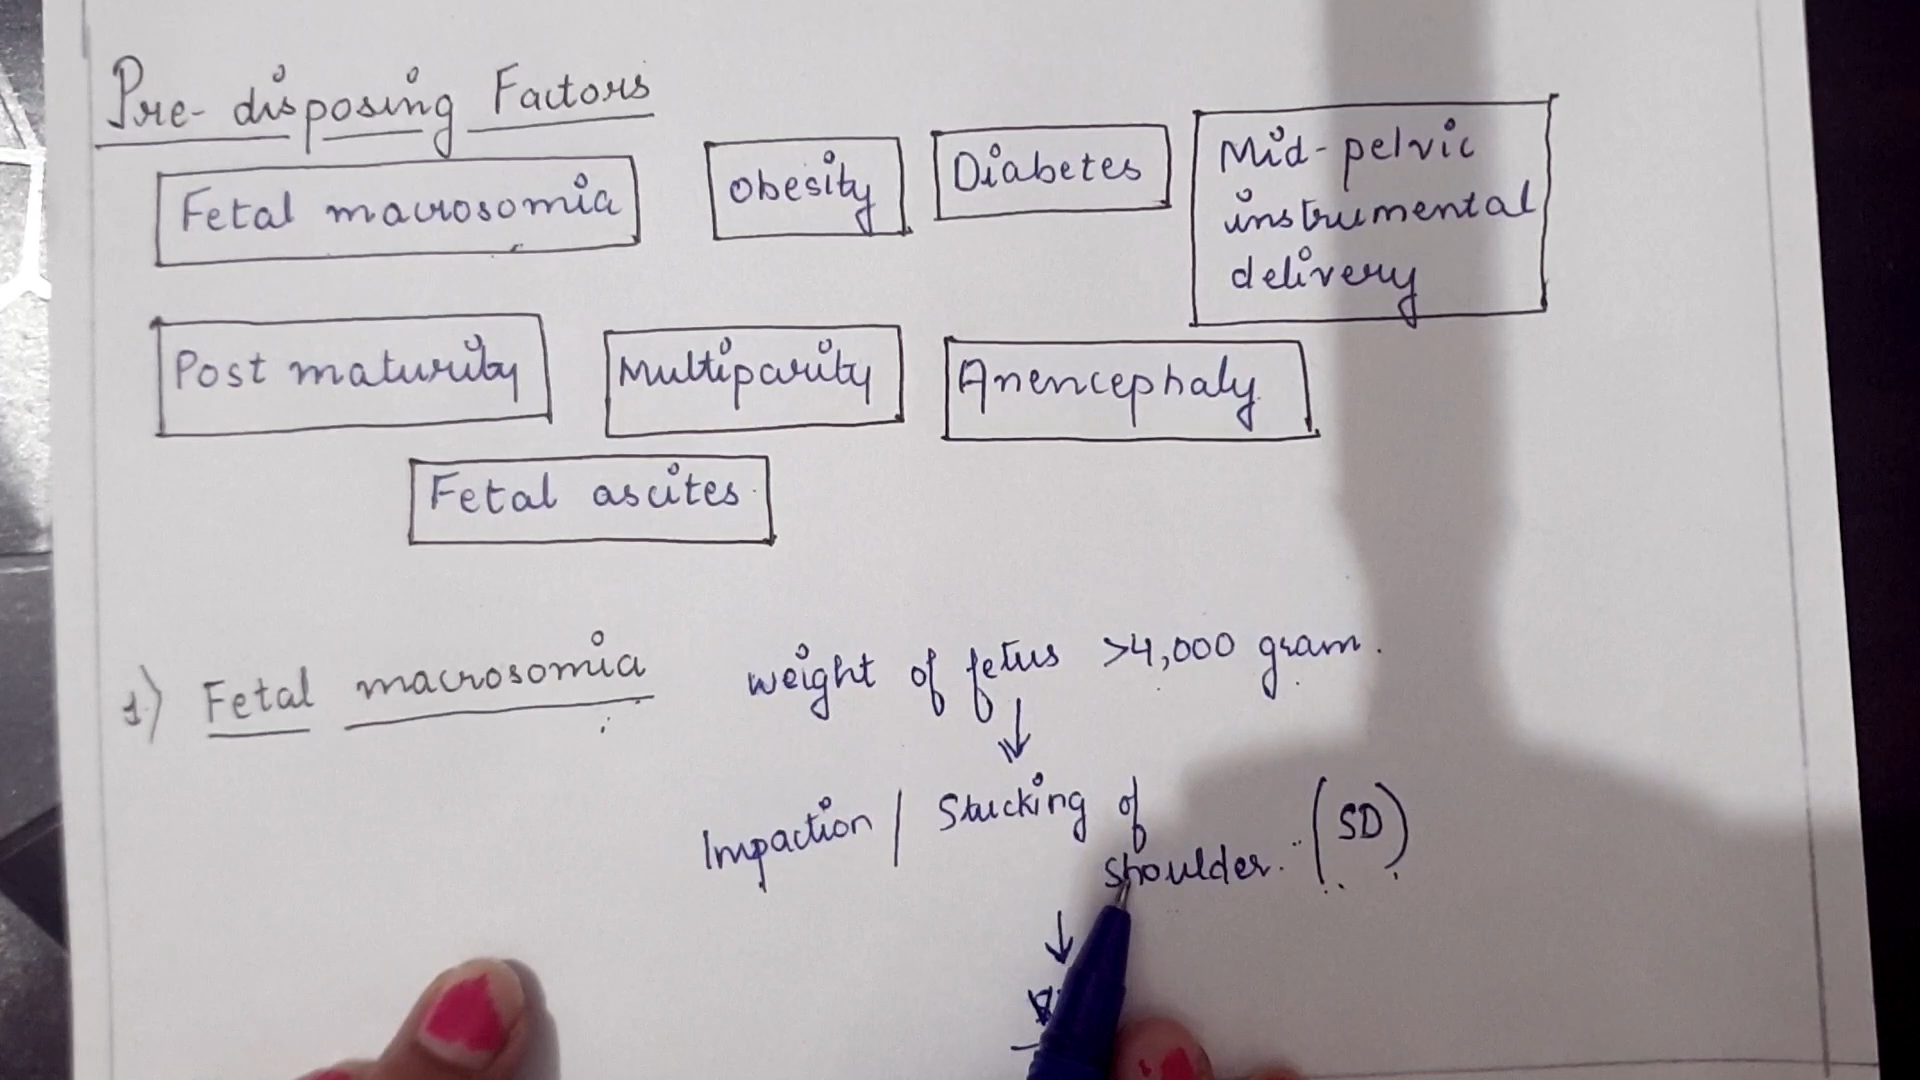 Pre-disposing Factors
Fetal macrosomia
Obesity
Diabetes
Mid-pelvic
instrumental
delivery
Post maturity
Multiparity
Anencephaly
Fetal ascites
1) Fetal macrosomia weight of fetus >4,000 gram.
Impaction / Stucking of
shoulder. (SD)